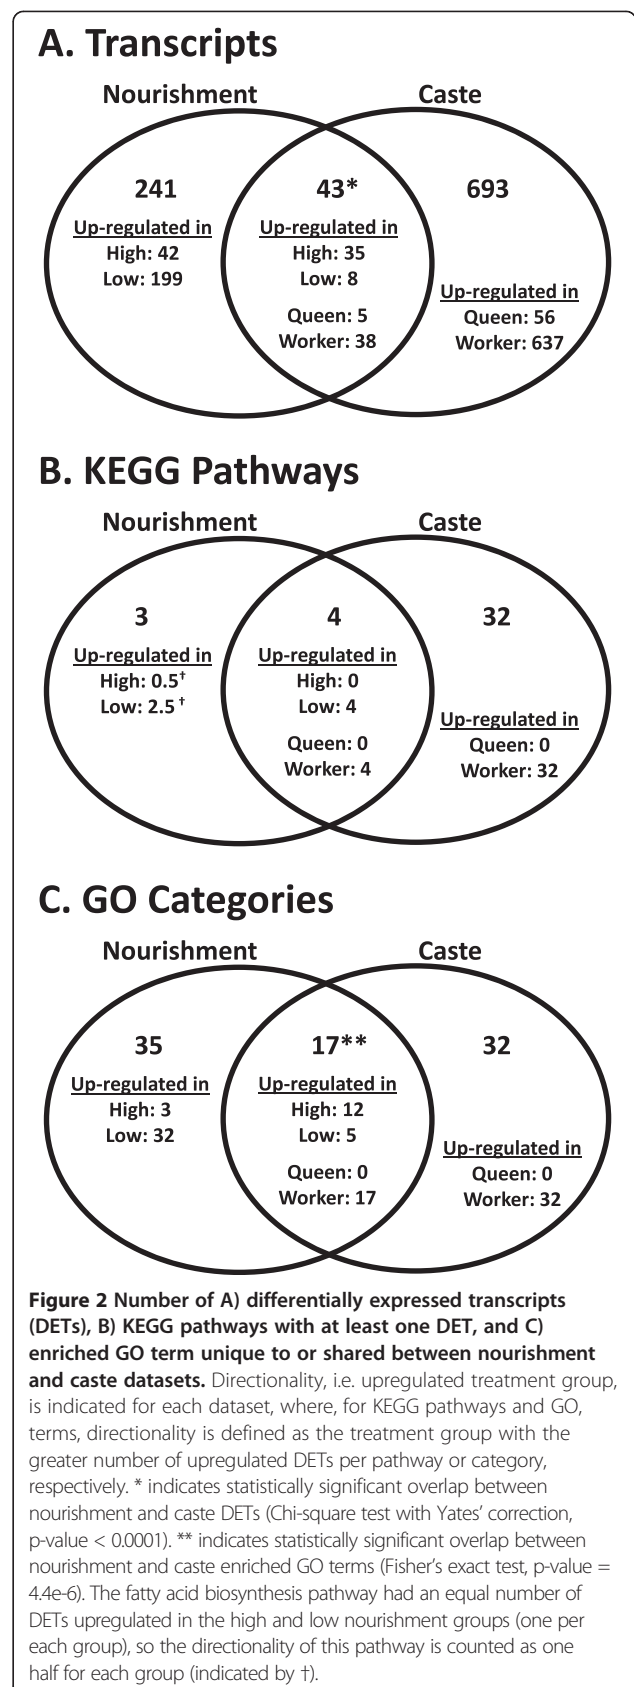 A. Transcripts
Nourishment
Caste
241
Up-regulated in
High: 42
Low: 199
43*
Up-regulated in
High: 35
Low: 8
Queen: 5
Worker: 38
693
Up-regulated in
Queen: 56
Worker: 637
B. KEGG Pathways
Nourishment
Caste
3
Up-regulated in
High: 0.5†
Low: 2.5 †
4
Up-regulated in
High: 0
Low: 4
Queen: 0
Worker: 4
32
Up-regulated in
Queen: 0
Worker: 32
C. GO Categories
Nourishment
Caste
35
Up-regulated in
High: 3
Low: 32
17**
Up-regulated in
High: 12
Low: 5
Queen: 0
Worker: 17
32
Up-regulated in
Queen: 0
Worker: 32
Figure 2 Number of A) differentially expressed transcripts
(DETs), B) KEGG pathways with at least one DET, and C)
enriched GO term unique to or shared between nourishment
and caste datasets. Directionality, i.e. upregulated treatment group,
is indicated for each dataset, where, for KEGG pathways and GO,
terms, directionality is defined as the treatment group with the
greater number of upregulated DETs per pathway or category,
respectively. * indicates statistically significant overlap between
nourishment and caste DETs (Chi-square test with Yates’ correction,
p-value < 0.0001). ** indicates statistically significant overlap between
nourishment and caste enriched GO terms (Fisher’s exact test, p-value =
4.4e-6). The fatty acid biosynthesis pathway had an equal number of
DETs upregulated in the high and low nourishment groups (one per
each group), so the directionality of this pathway is counted as one
half for each group (indicated by †).